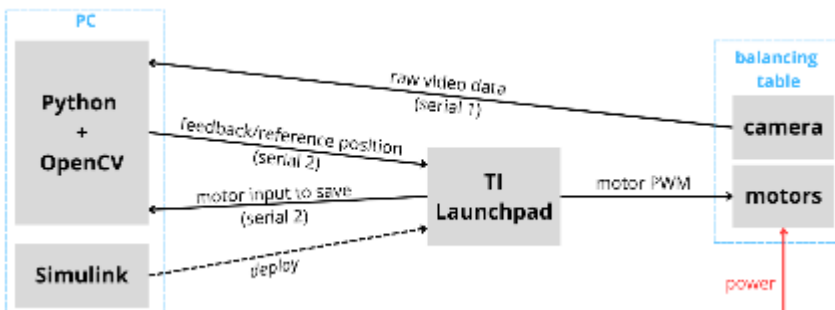 PC
Python
+
OpenCV
Simulink
raw video data
(serial 1)
feedback/reference position
(serial 2)
motor input to save
(serial 2)
deploy
TI
Launchpad
motor PWM
balancing
table
camera
motors
power